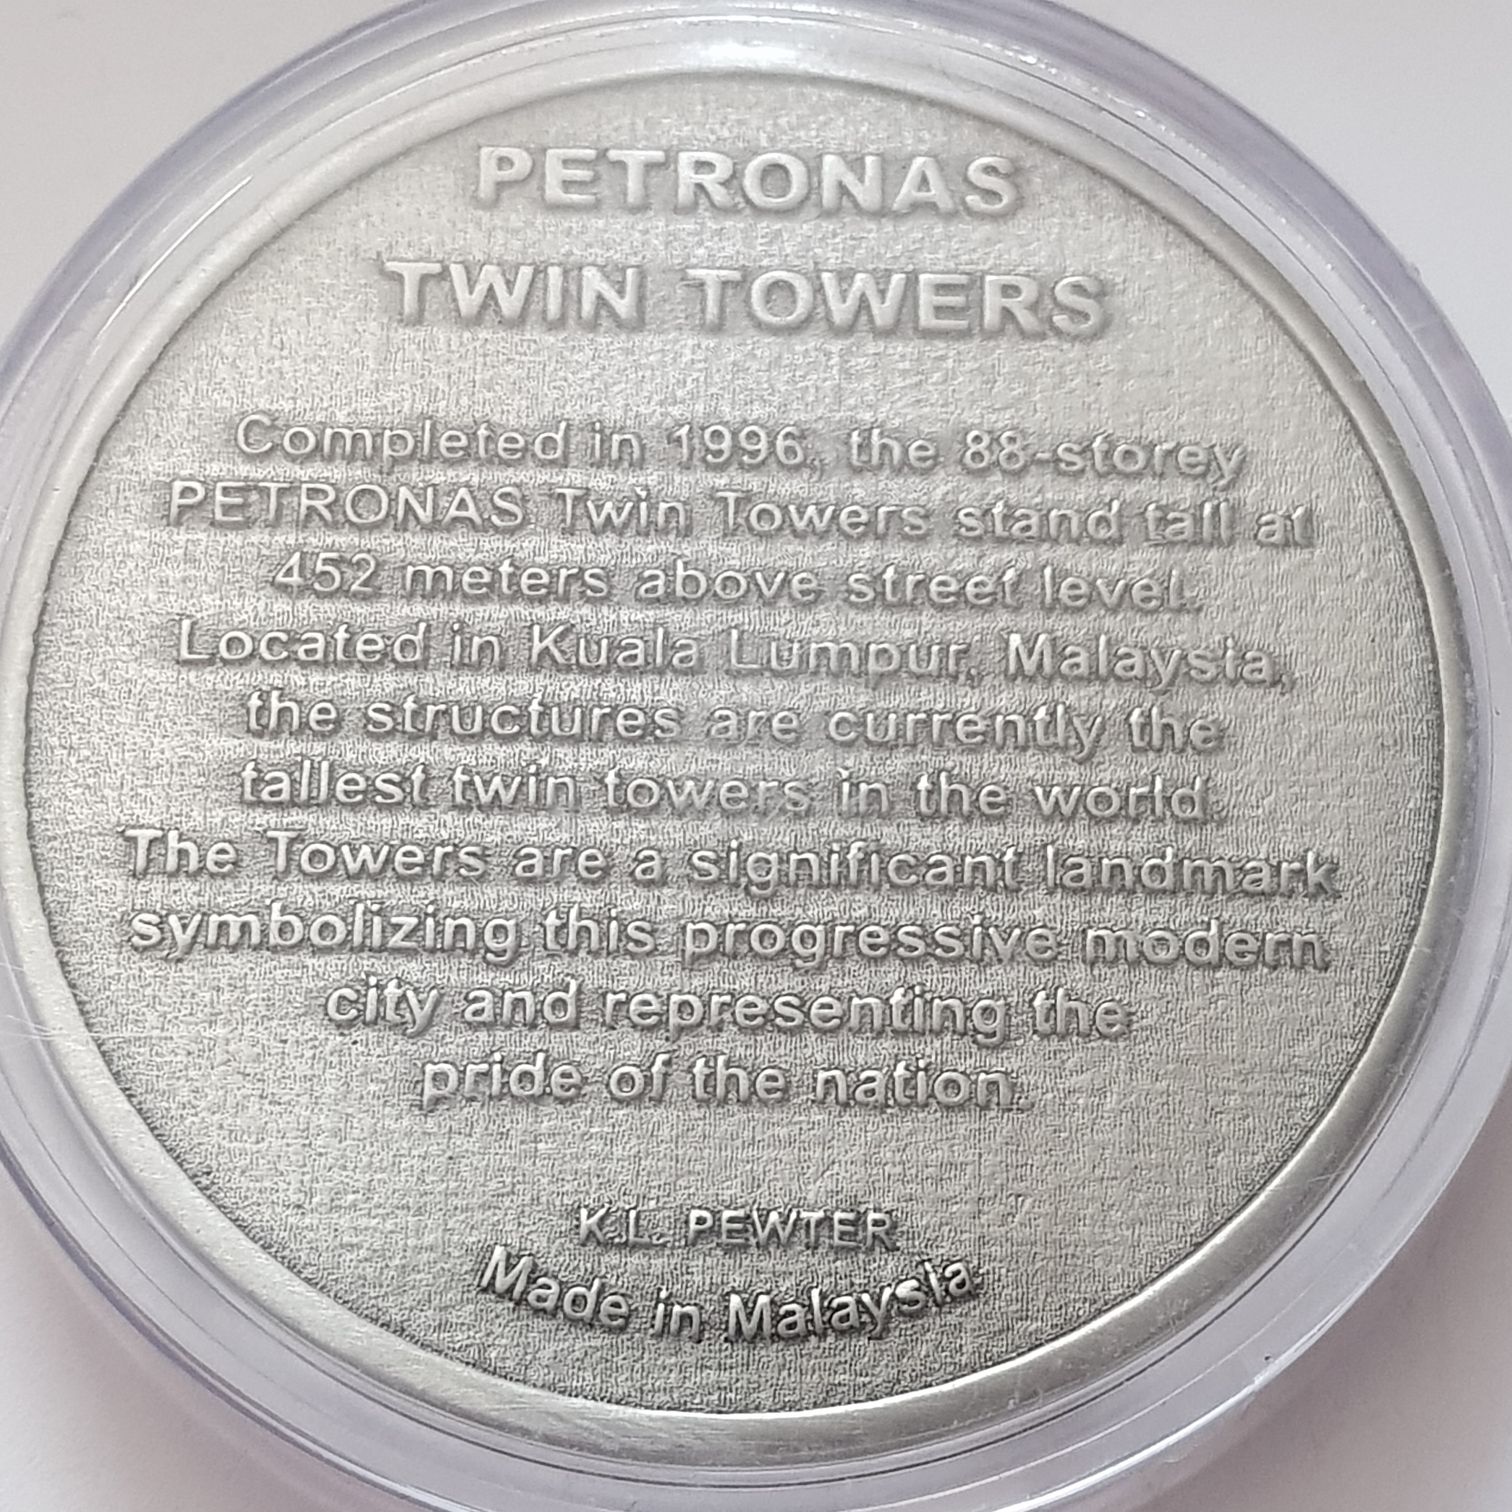 PETRONAS
TWIN TOWERS
Completed in 1996, the 88-storey
PETRONAS Twin Towers stand tall at
452 meters above street level.
Located in Kuala Lumpur, Malaysia,
the structures are currently the
tallest twin towers in the world.
The Towers are a significant landmark
symbolizing this progressive modern
city and representing the
pride of the nation.
K.L. PEWTER
Made in Malaysia